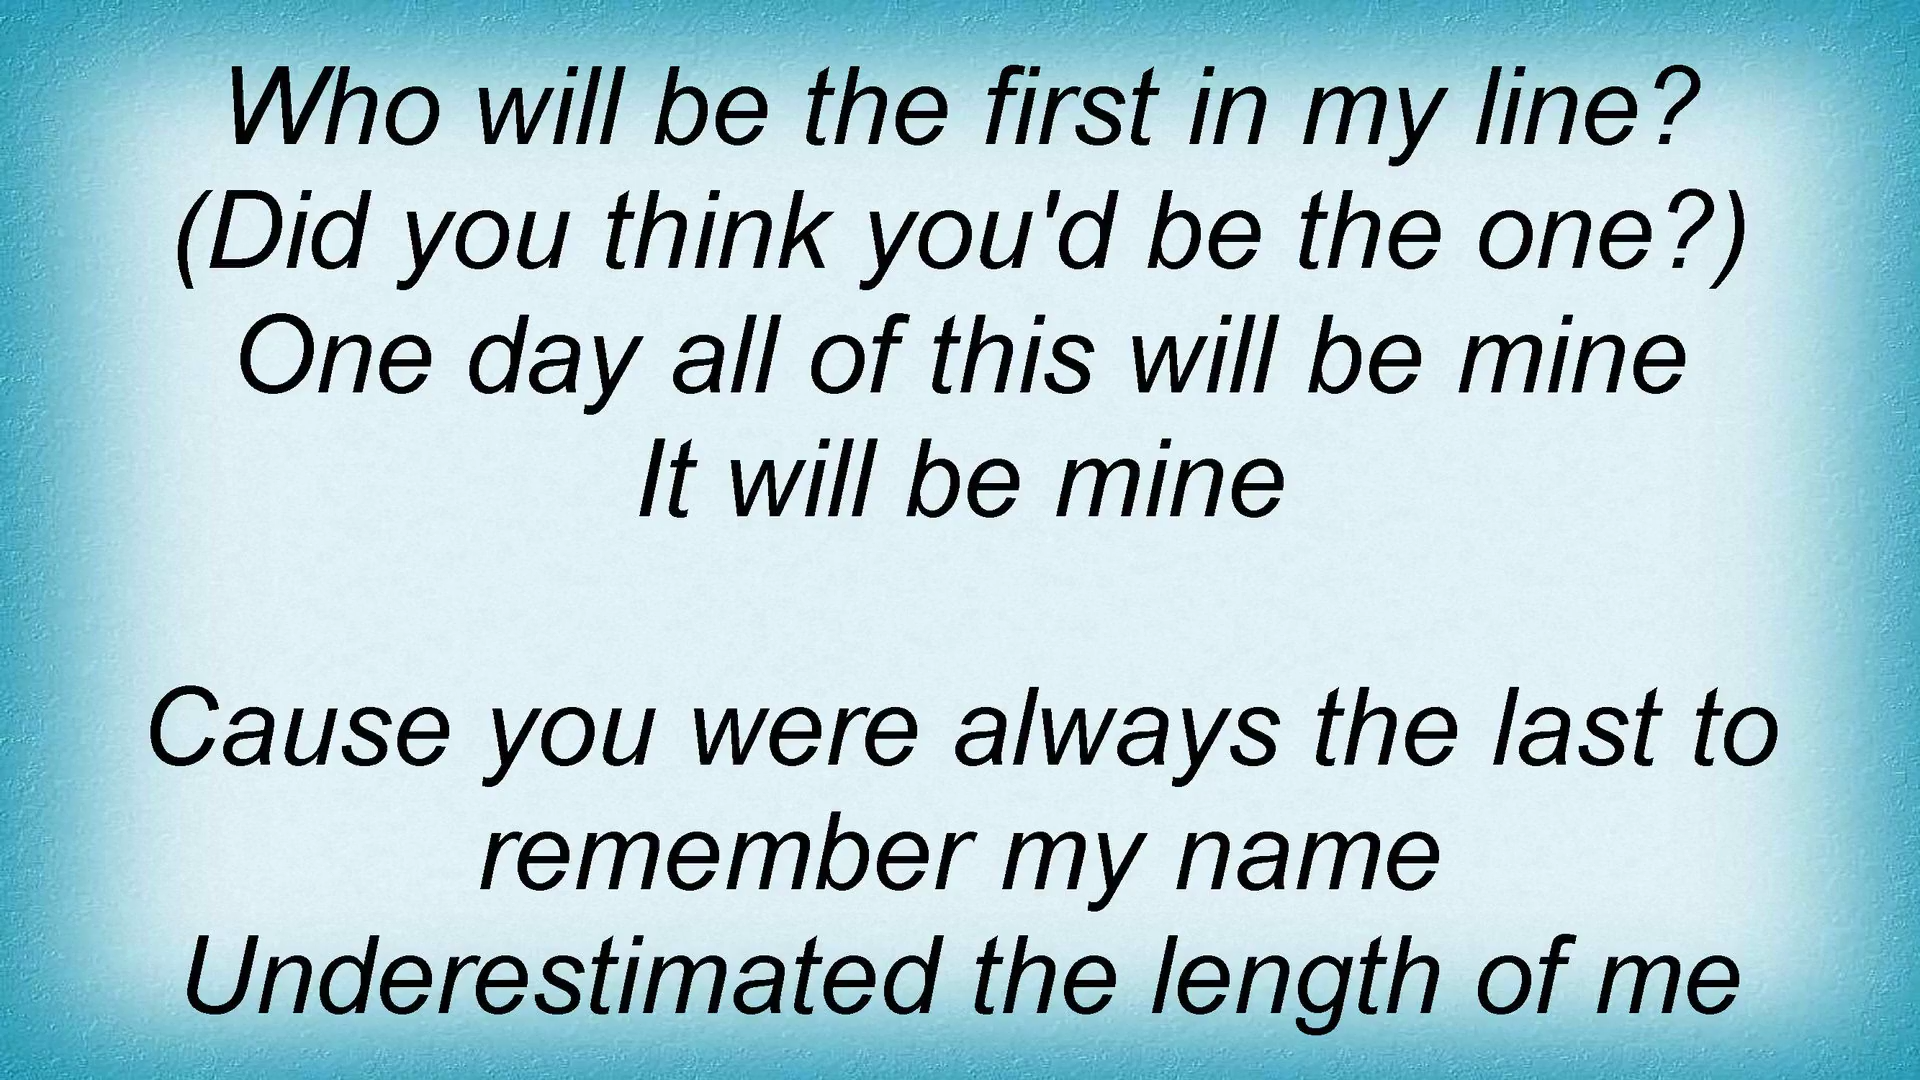 Who will be the first in my line?
(Did you think you'd be the one?)
One day all of this will be mine
It will be mine
Cause you were always the last to
remember my name
Underestimated the length of me